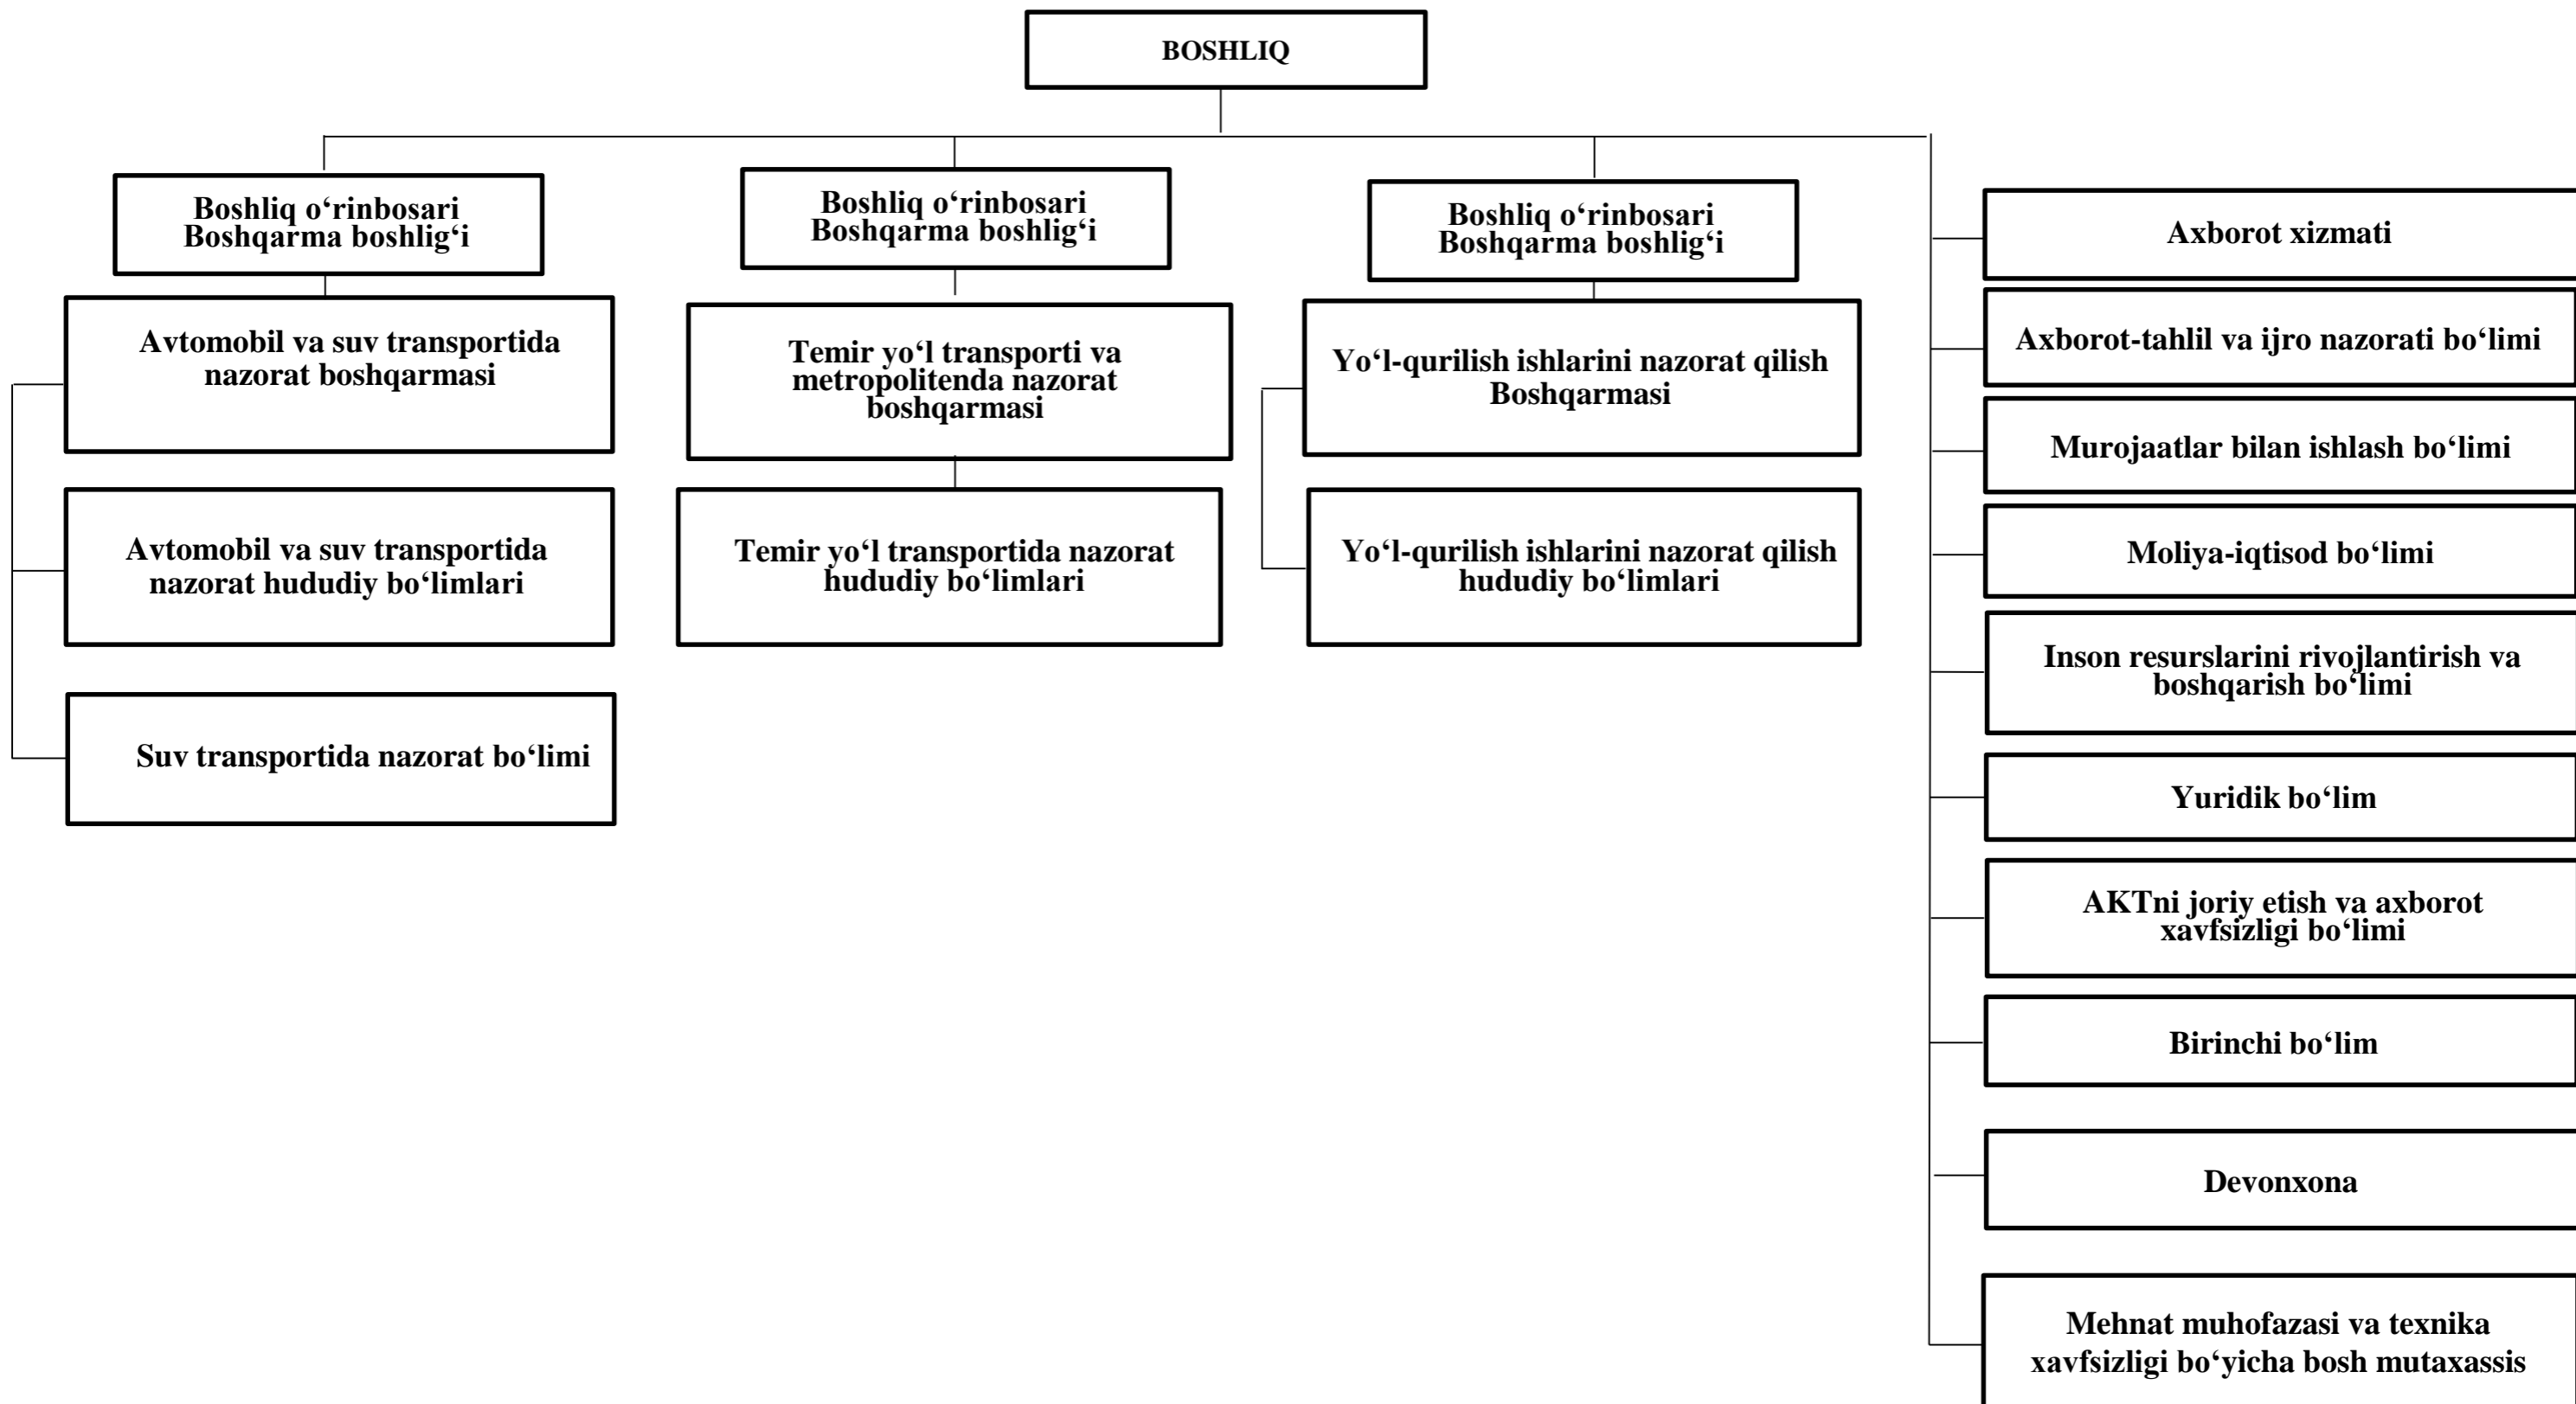 BOSHLIQ
Boshliq o‘rinbosari
Boshqarma boshlig‘i
Avtomobil va suv transportida
nazorat boshqarmasi
Avtomobil va suv transportida
nazorat hududiy bo‘limlari
Suv transportida nazorat bo‘limi
Boshliq o‘rinbosari
Boshqarma boshlig‘i
Temir yo‘l transporti va
metropolitenda nazorat
boshqarmasi
Temir yo‘l transportida nazorat
hududiy bo‘limlari
Boshliq o‘rinbosari
Boshqarma boshlig‘i
Yo‘l-qurilish ishlarini nazorat qilish
Boshqarmasi
Yo‘l-qurilish ishlarini nazorat qilish
hududiy bo‘limlari
Axborot xizmati
Axborot-tahlil va ijro nazorati bo‘limi
Murojaatlar bilan ishlash bo‘limi
Moliya-iqtisod bo‘limi
Inson resurslarini rivojlantirish va
boshqarish bo‘limi
Yuridik bo‘lim
AKTni joriy etish va axborot
xavfsizligi bo‘limi
Birinchi bo‘lim
Devonxona
Mehnat muhofazasi va texnika
xavfsizligi bo‘yicha bosh mutaxassis